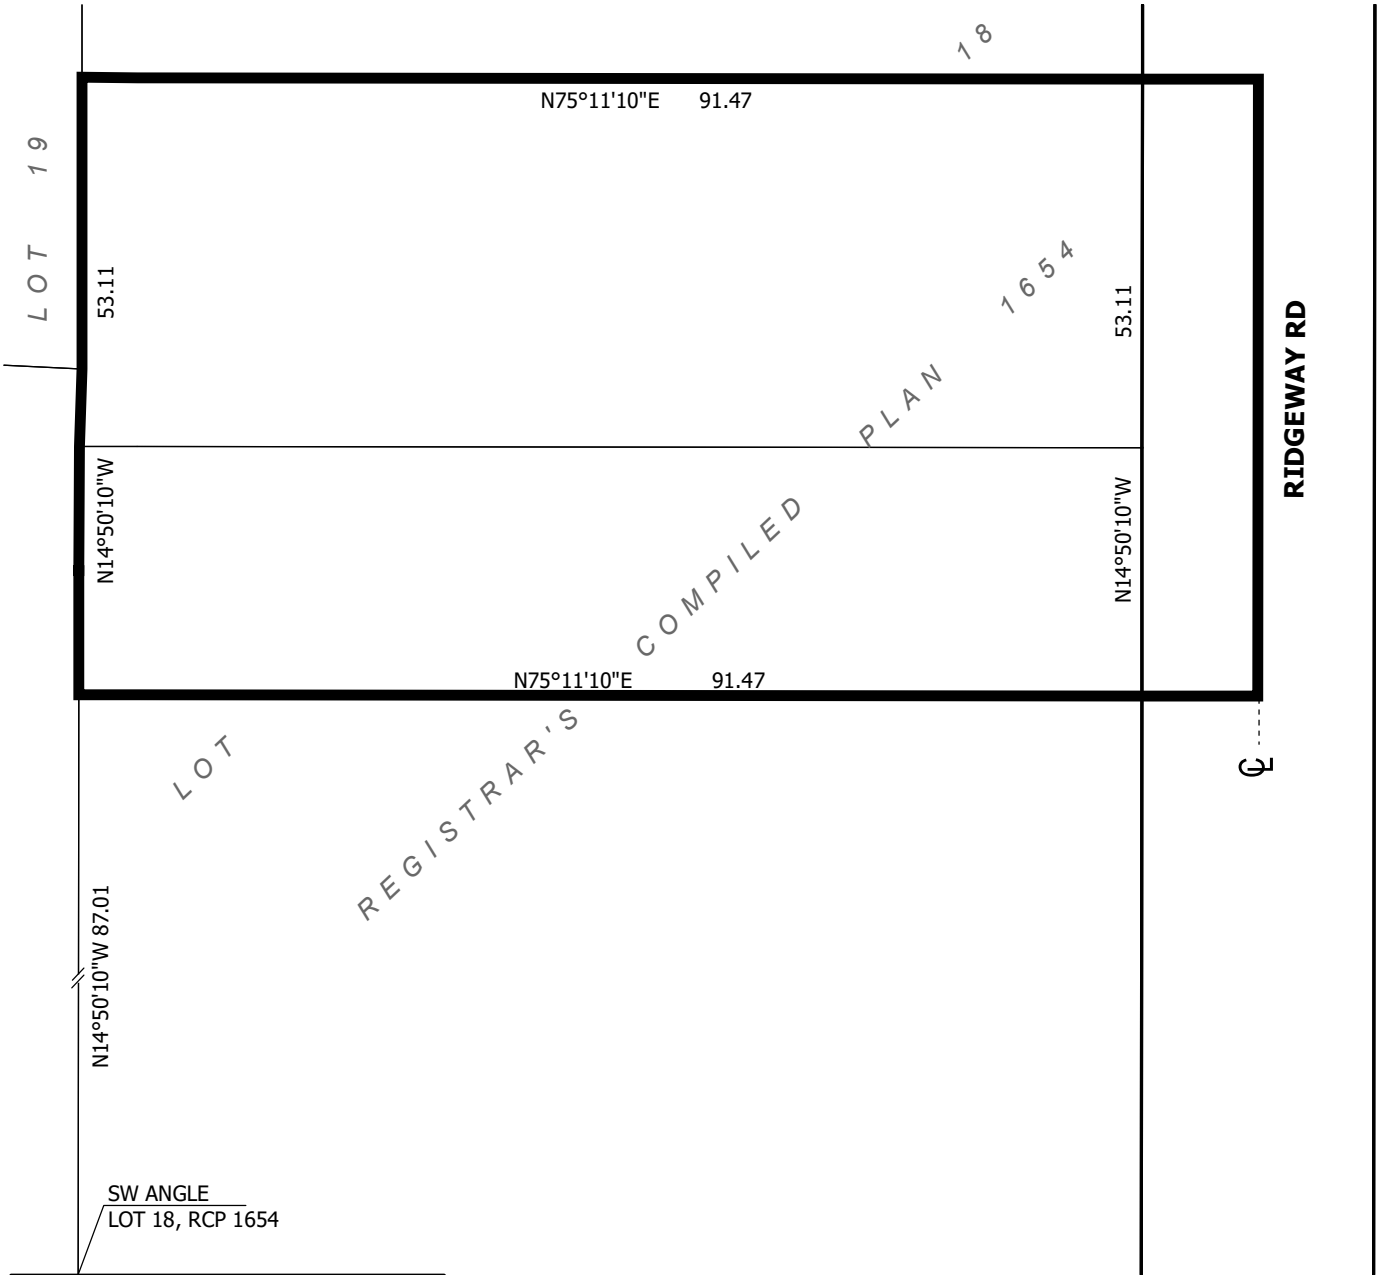 18
N75°11'10"E 91.47
LOT 19
53.11
53.11
1654
RIDGEWAY RD
PLAN
N14°50'10"W
N14°50'10"W
COMPILED
N75°11'10"E 91.47
LOT
REGISTRAR'S
CL
N14°50'10"W 87.01
SW ANGLE
LOT 18, RCP 1654